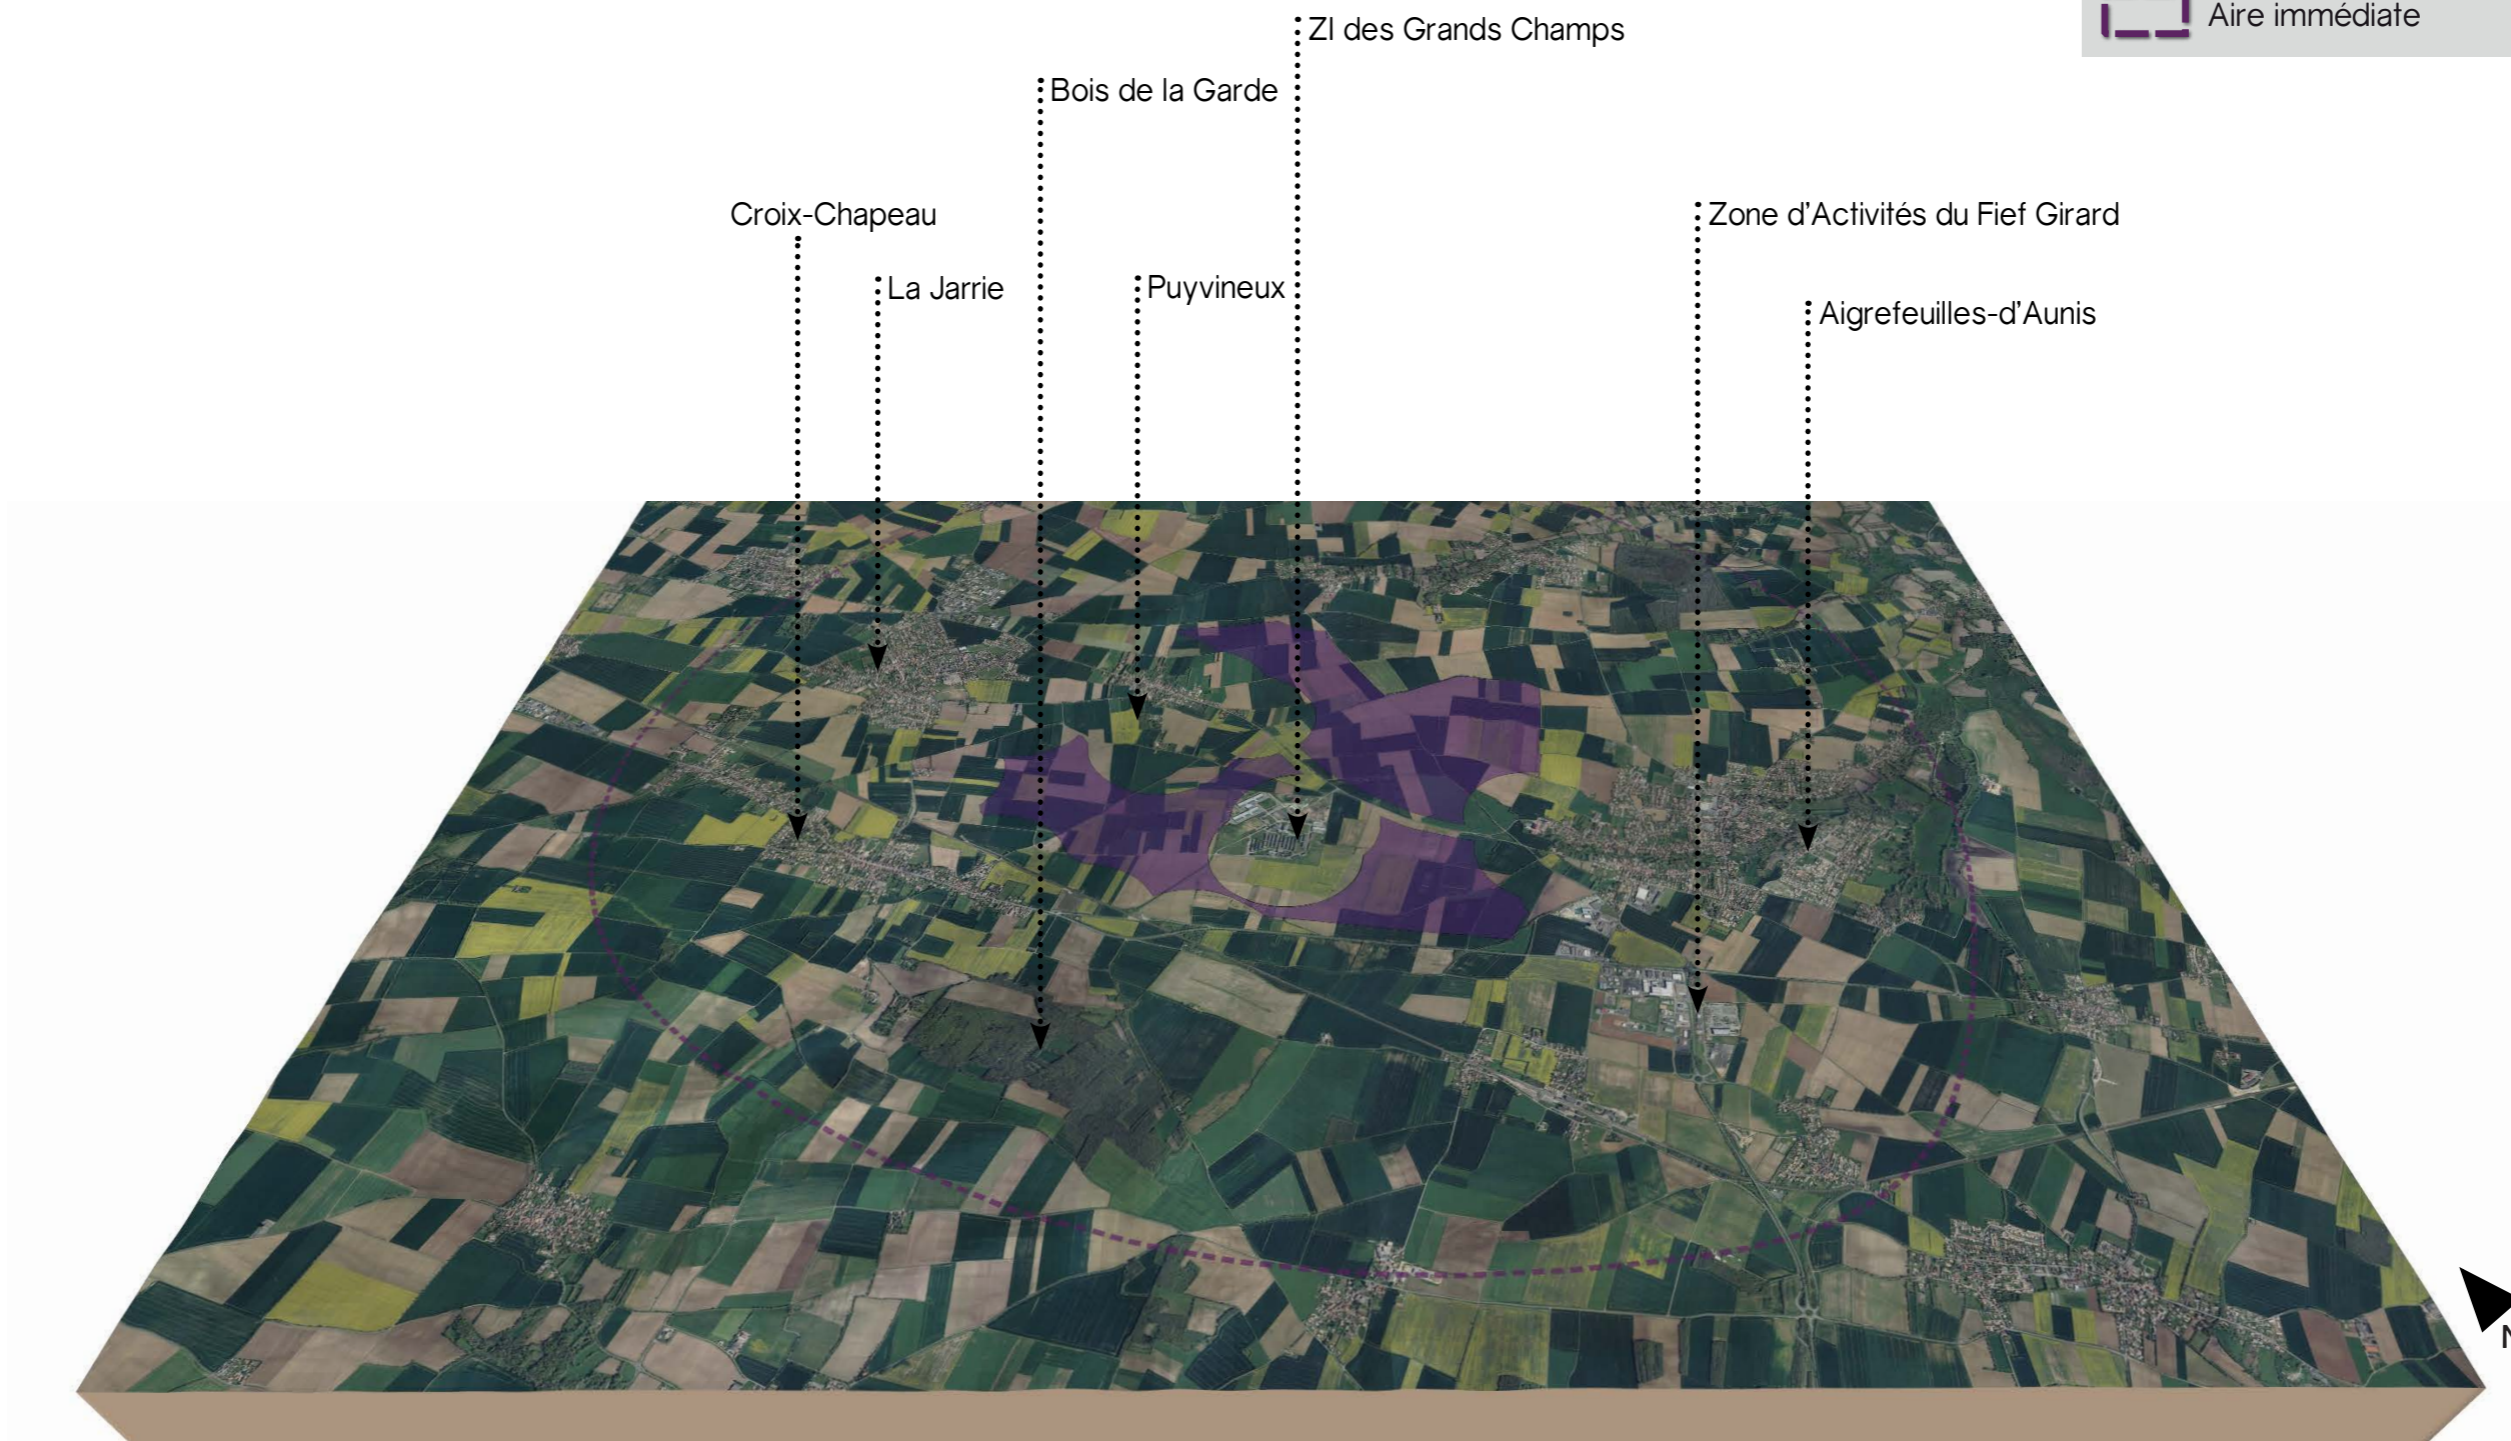 Aire immédiate
ZI des Grands Champs
Bois de la Garde
Croix-Chapeau
Zone d'Activités du Fief Girard
La Jarrie
Puyvineux
Aigrefeuilles-d'Aunis
N